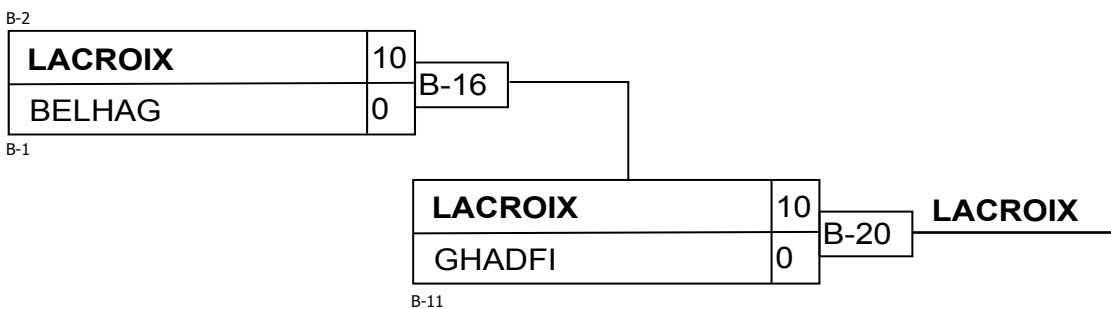 B-2
LACROIX 10
B-16
BELHAG 0
B-1
LACROIX 10
LACROIX
B-20
GHADFI 0
B-11